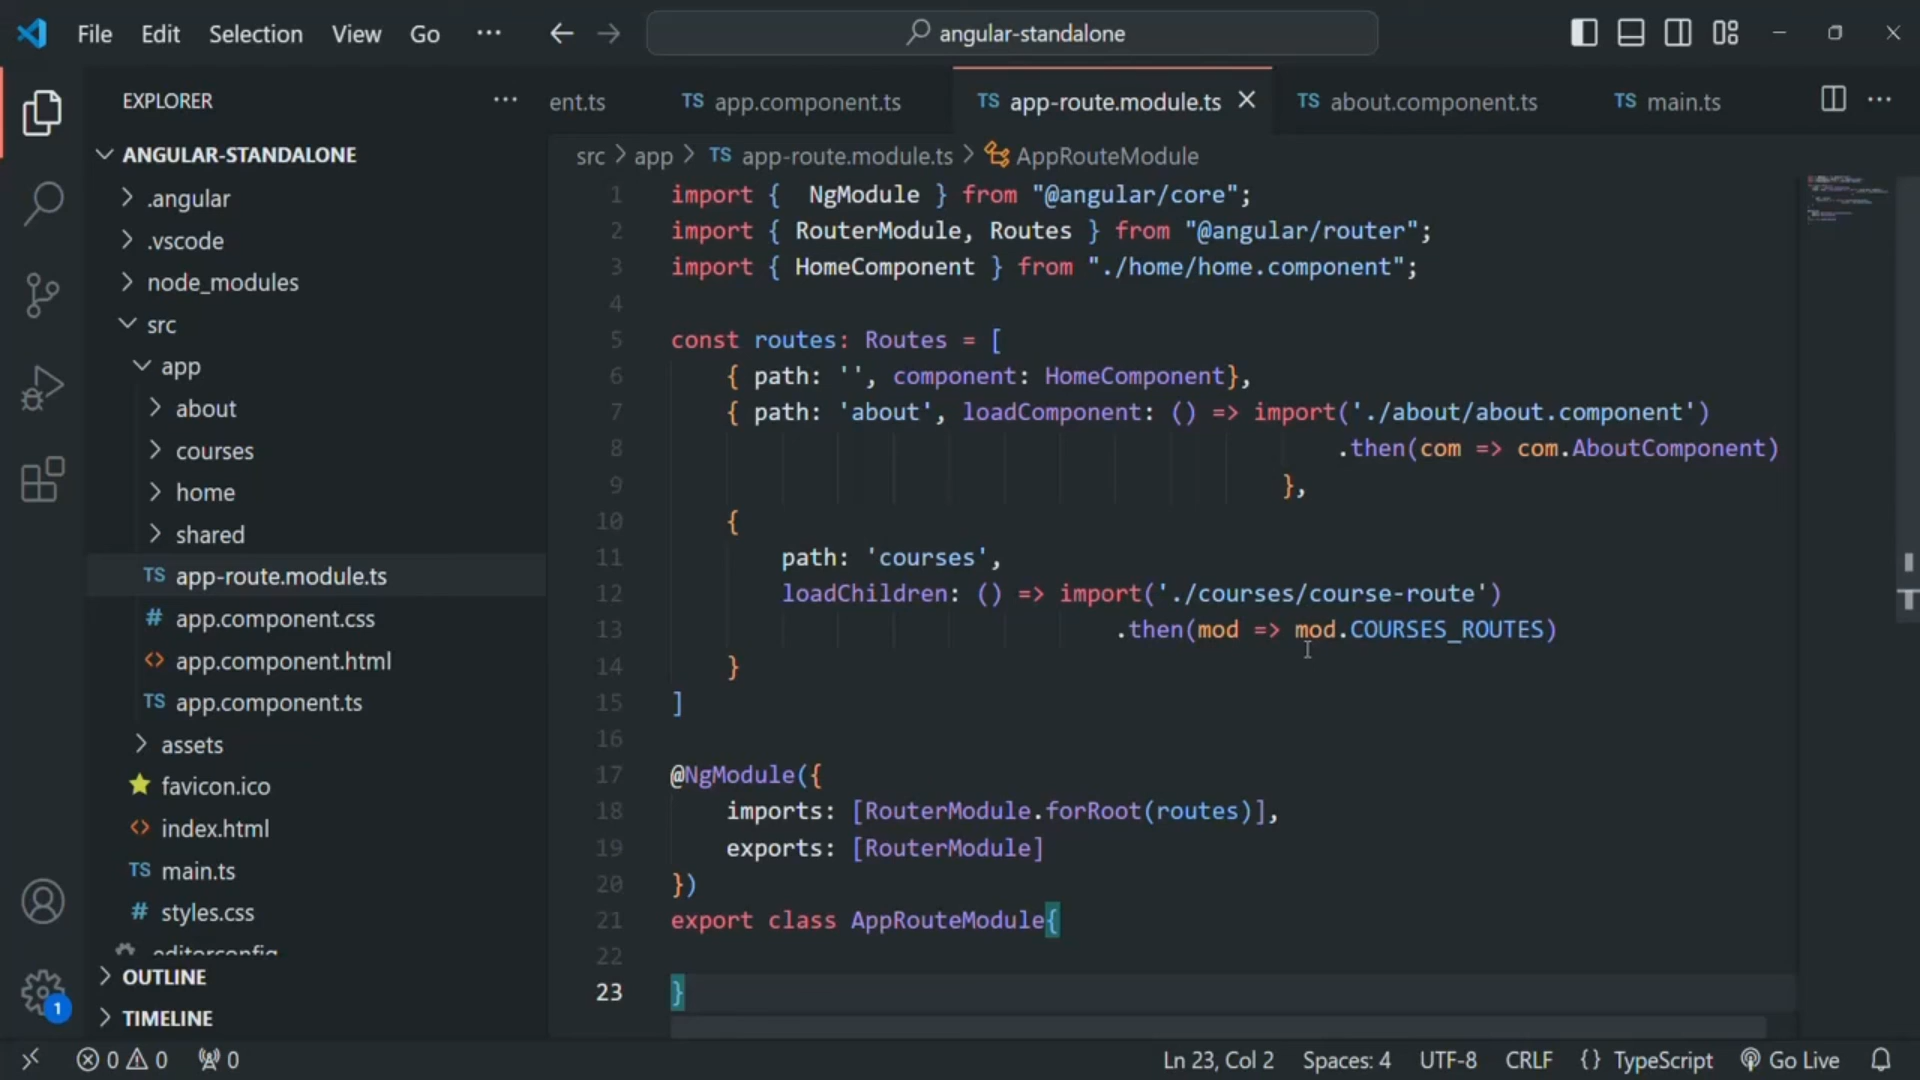 File Edit Selection View Go ··· angular-standalone
EXPLORER ···
ANGULAR-STANDALONE
.angular
.vscode
node_modules
src
app
about
courses
home
shared
TS app-route.module.ts
# app.component.css
<> app.component.html
TS app.component.ts
assets
favicon.ico
<> index.html
TS main.ts
# styles.css
.editorconfig
OUTLINE
TIMELINE
1
ent.ts TS app.component.ts TS app-route.module.ts TS about.component.ts TS main.ts ···
src > app > TS app-route.module.ts > AppRouteModule
1 import {  NgModule } from "@angular/core";
2 import { RouterModule, Routes } from "@angular/router";
3 import { HomeComponent } from "./home/home.component";
4
5 const routes: Routes = [
6     { path: '', component: HomeComponent},
7     { path: 'about', loadComponent: () => import('./about/about.component')
8                                                 .then(com => com.AboutComponent)
9                                             },
10     {
11         path: 'courses',
12         loadChildren: () => import('./courses/course-route')
13                                 .then(mod => mod.COURSES_ROUTES)
14     }
15 ]
16
17 @NgModule({
18     imports: [RouterModule.forRoot(routes)],
19     exports: [RouterModule]
20 })
21 export class AppRouteModule{
22
23 }
0 0 0 Ln 23, Col 2 Spaces: 4 UTF-8 CRLF {} TypeScript Go Live